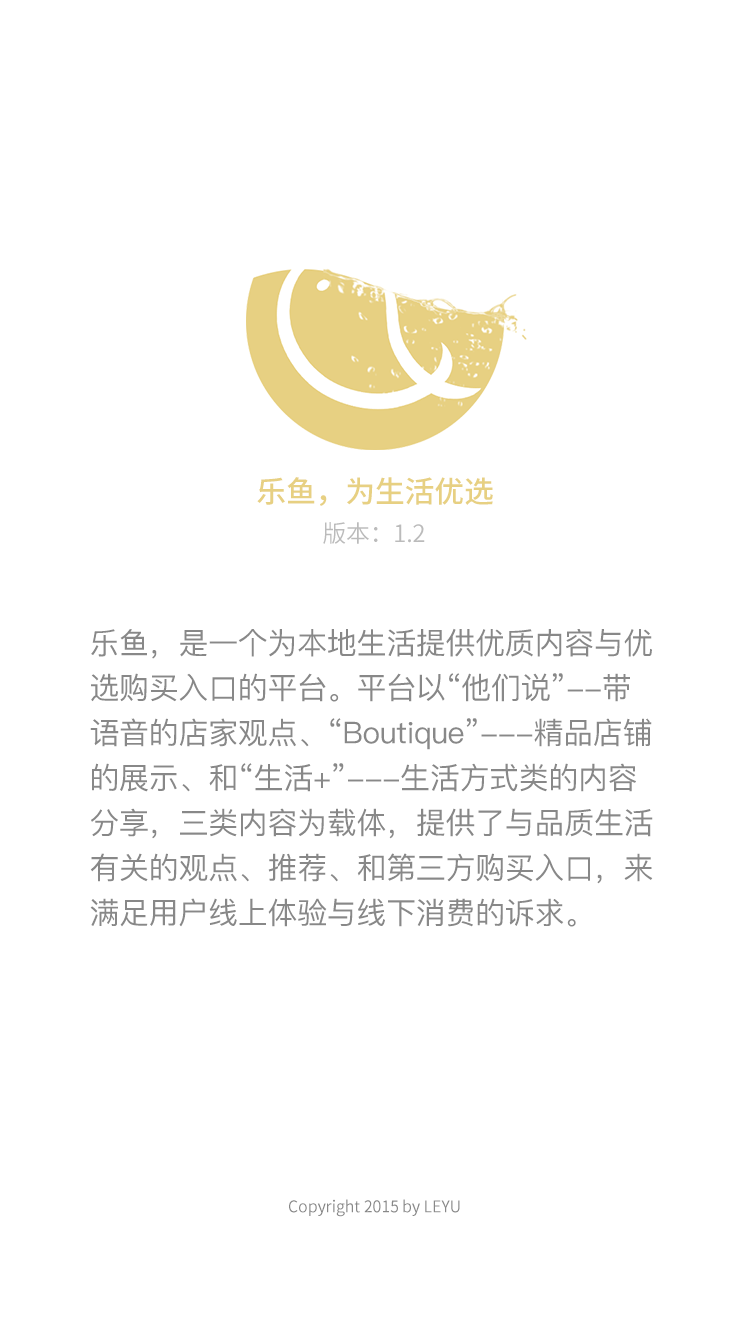 乐鱼，为生活优选
版本：1.2
乐鱼，是一个为本地生活提供优质内容与优
选购买入口的平台。平台以“他们说”--带
语音的店家观点、“Boutique”---精品店铺
的展示、和“生活+”---生活方式类的内容
分享，三类内容为载体，提供了与品质生活
有关的观点、推荐、和第三方购买入口，来
满足用户线上体验与线下消费的诉求。
Copyright 2015 by LEYU